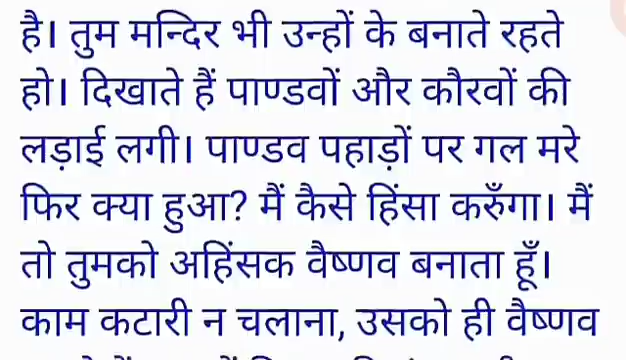 है। तुम मन्दिर भी उन्हों के बनाते रहते
हो। दिखाते हैं पाण्डवों और कौरवों की
लड़ाई लगी। पाण्डव पहाड़ों पर गल मरे
फिर क्या हुआ? मैं कैसे हिंसा करुँगा। मैं
तो तुमको अहिंसक वैष्णव बनाता हूँ।
काम कटारी न चलाना, उसको ही वैष्णव